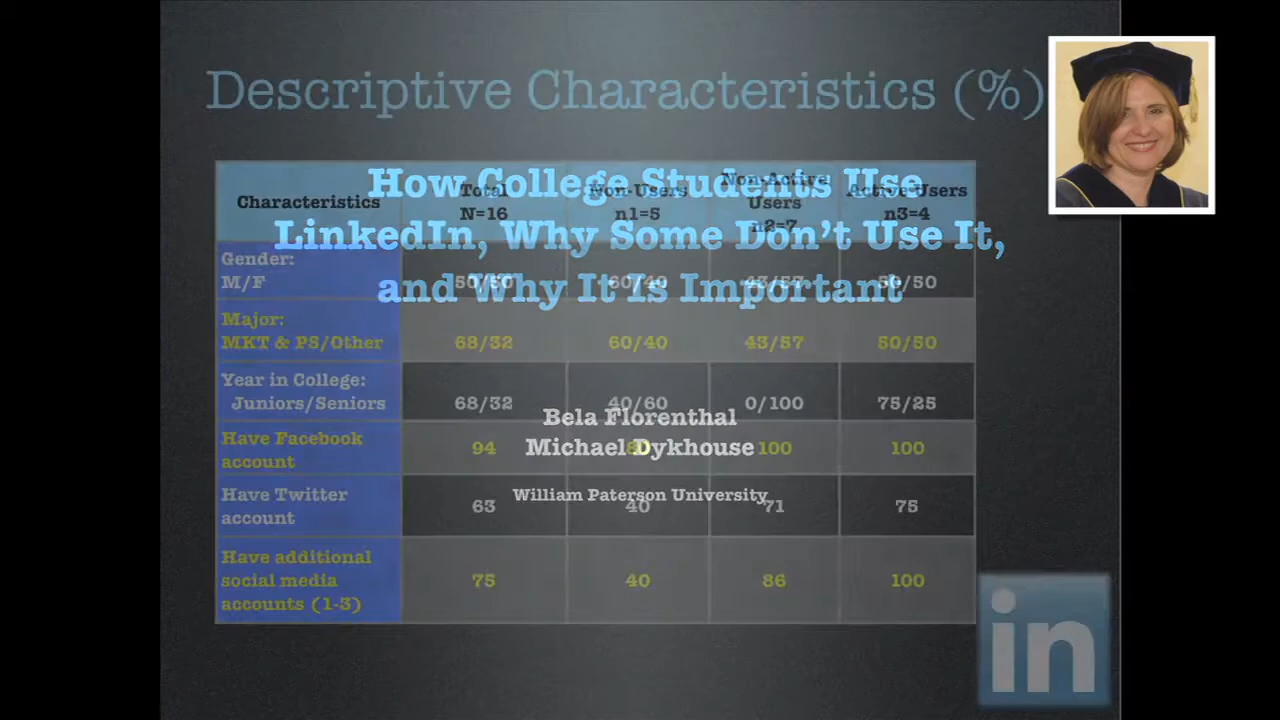 Descriptive Characteristics (%)
How College Students Use
LinkedIn, Why Some Don't Use It,
and Why It Is Important
Bela Florenthal
Michael Dykhouse
William Paterson University
Characteristics Total N=16 Non-Users n1=5 Non-Active Users n2=7 Active Users n3=4
Gender:
M/F 50/50 60/40 43/57 50/50
Major:
MKT & PS/Other 68/32 60/40 43/57 50/50
Year in College:
Juniors/Seniors 68/32 40/60 0/100 75/25
Have Facebook
account 94 80 100 100
Have Twitter
account 63 40 71 75
Have additional
social media
accounts (1-3) 75 40 86 100
in